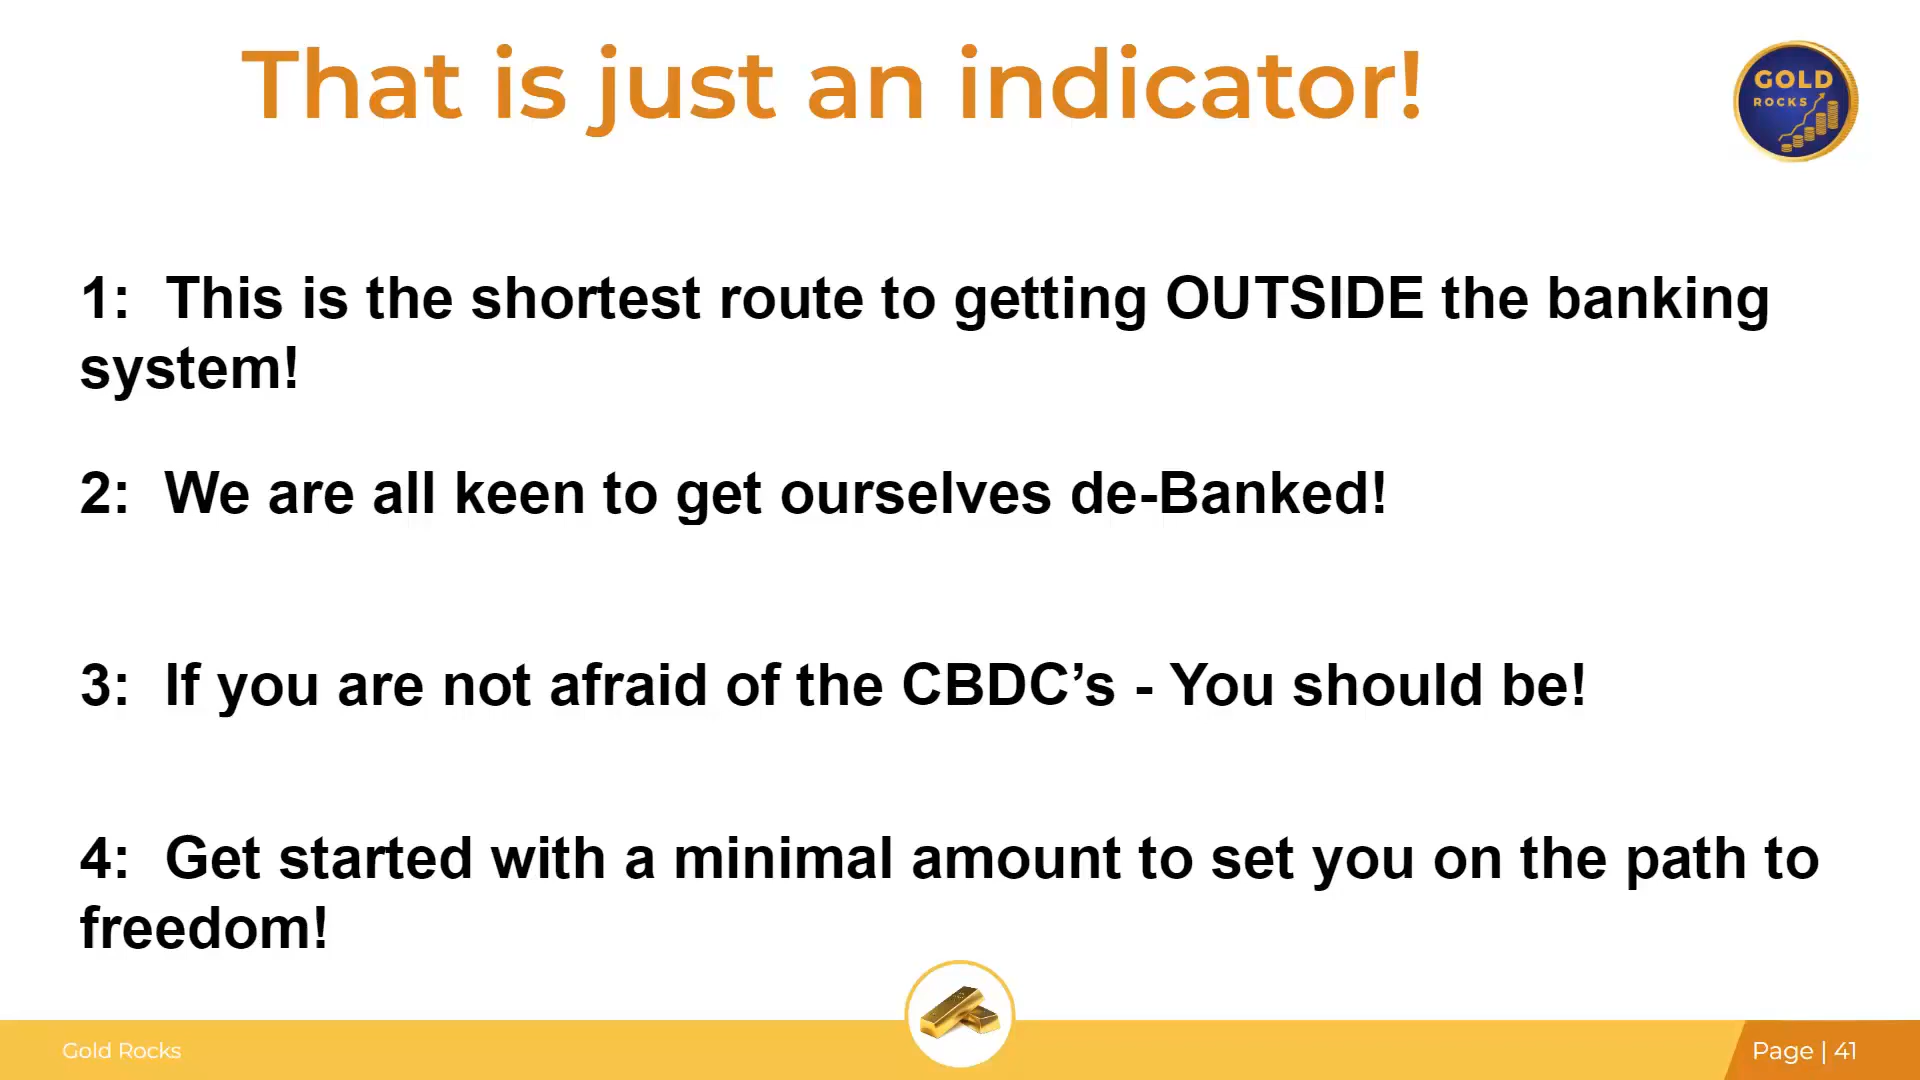 That is just an indicator!
GOLD
ROCKS
1:  This is the shortest route to getting OUTSIDE the banking
system!
2:  We are all keen to get ourselves de-Banked!
3:  If you are not afraid of the CBDC’s - You should be!
4:  Get started with a minimal amount to set you on the path to
freedom!
Gold Rocks
Page | 41